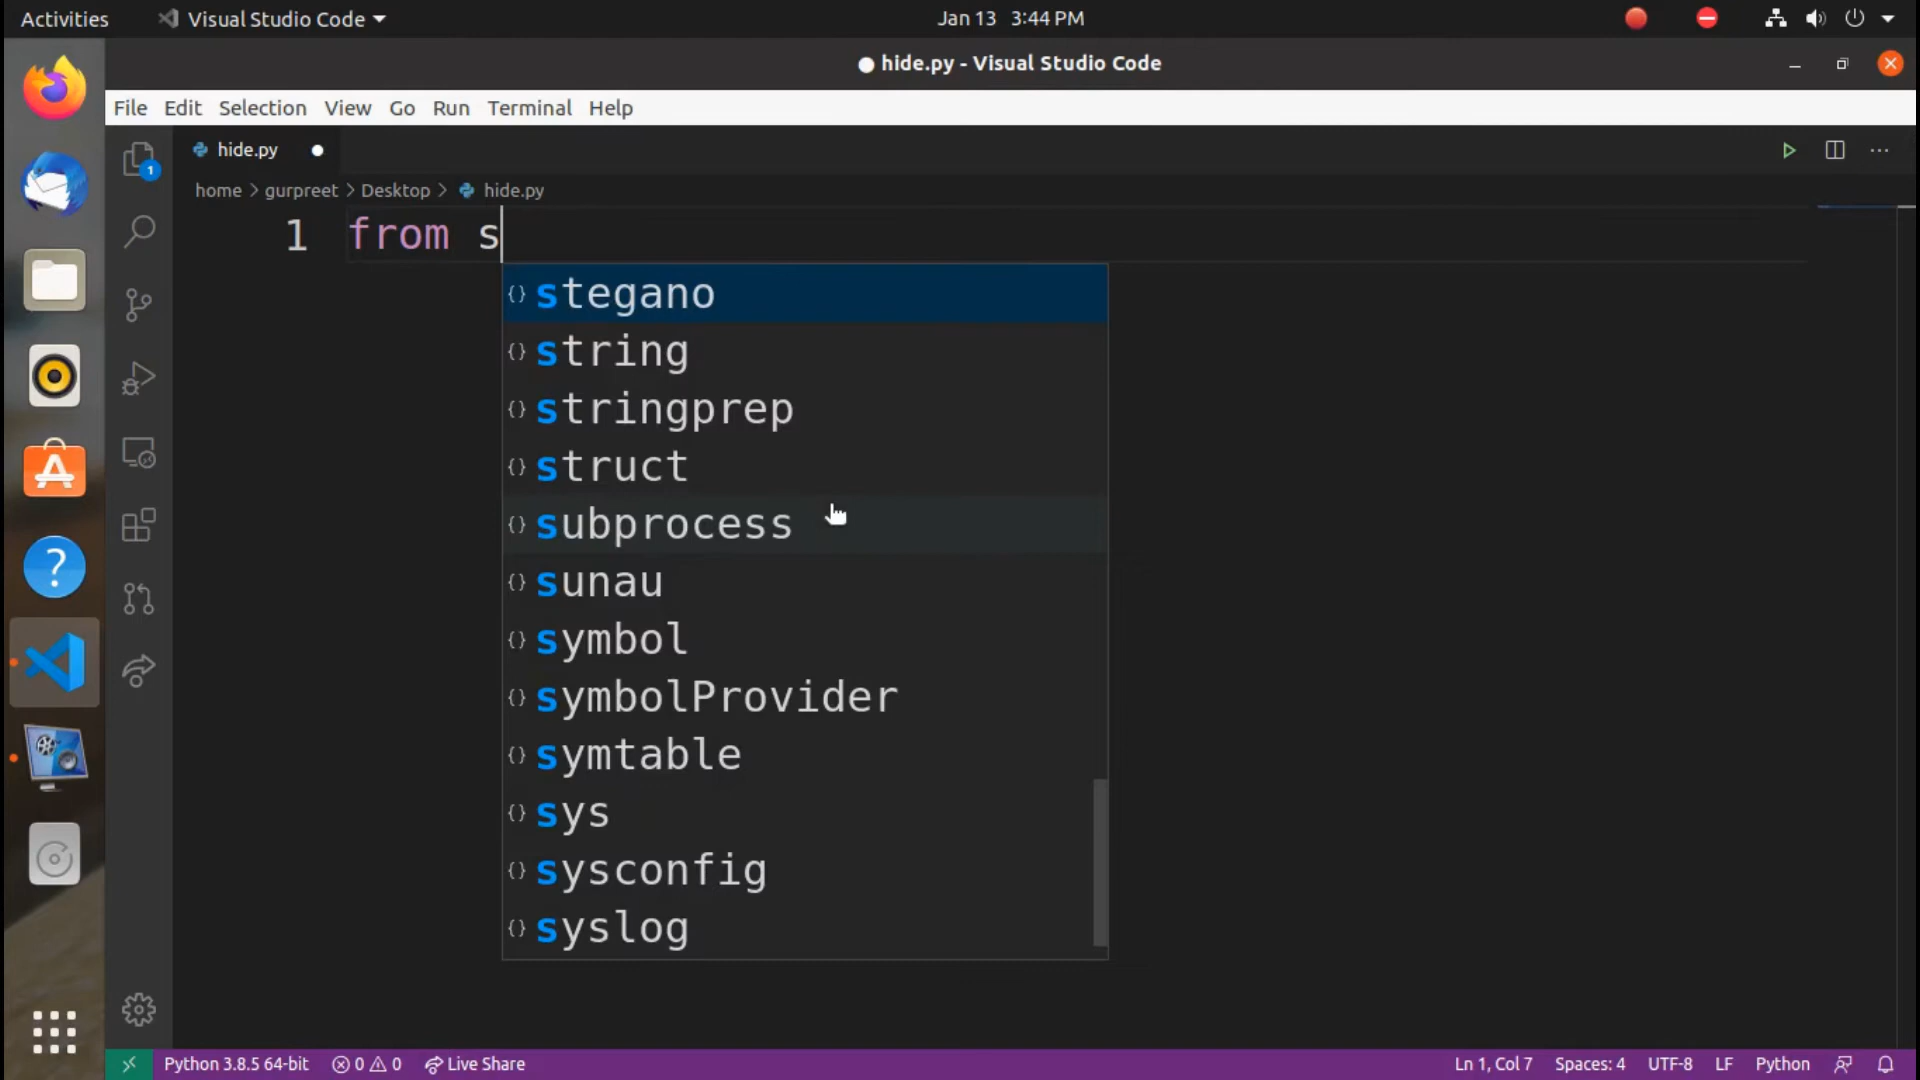 Activities Visual Studio Code Jan 13 3:44 PM
hide.py - Visual Studio Code
File Edit Selection View Go Run Terminal Help
1 hide.py
home > gurpreet > Desktop > hide.py
1 from s
{} stegano
{} string
{} stringprep
{} struct
{} subprocess
{} sunau
{} symbol
{} symbolProvider
{} symtable
{} sys
{} sysconfig
{} syslog
Python 3.8.5 64-bit 0 0 Live Share Ln 1, Col 7 Spaces: 4 UTF-8 LF Python